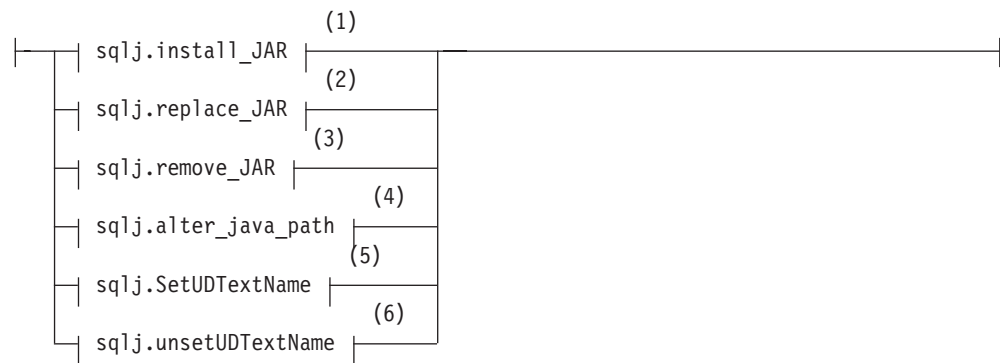 (1)
sqlj.install_JAR
(2)
sqlj.replace_JAR
(3)
sqlj.remove_JAR
(4)
sqlj.alter_java_path
(5)
sqlj.SetUDTextName
(6)
sqlj.unsetUDTextName